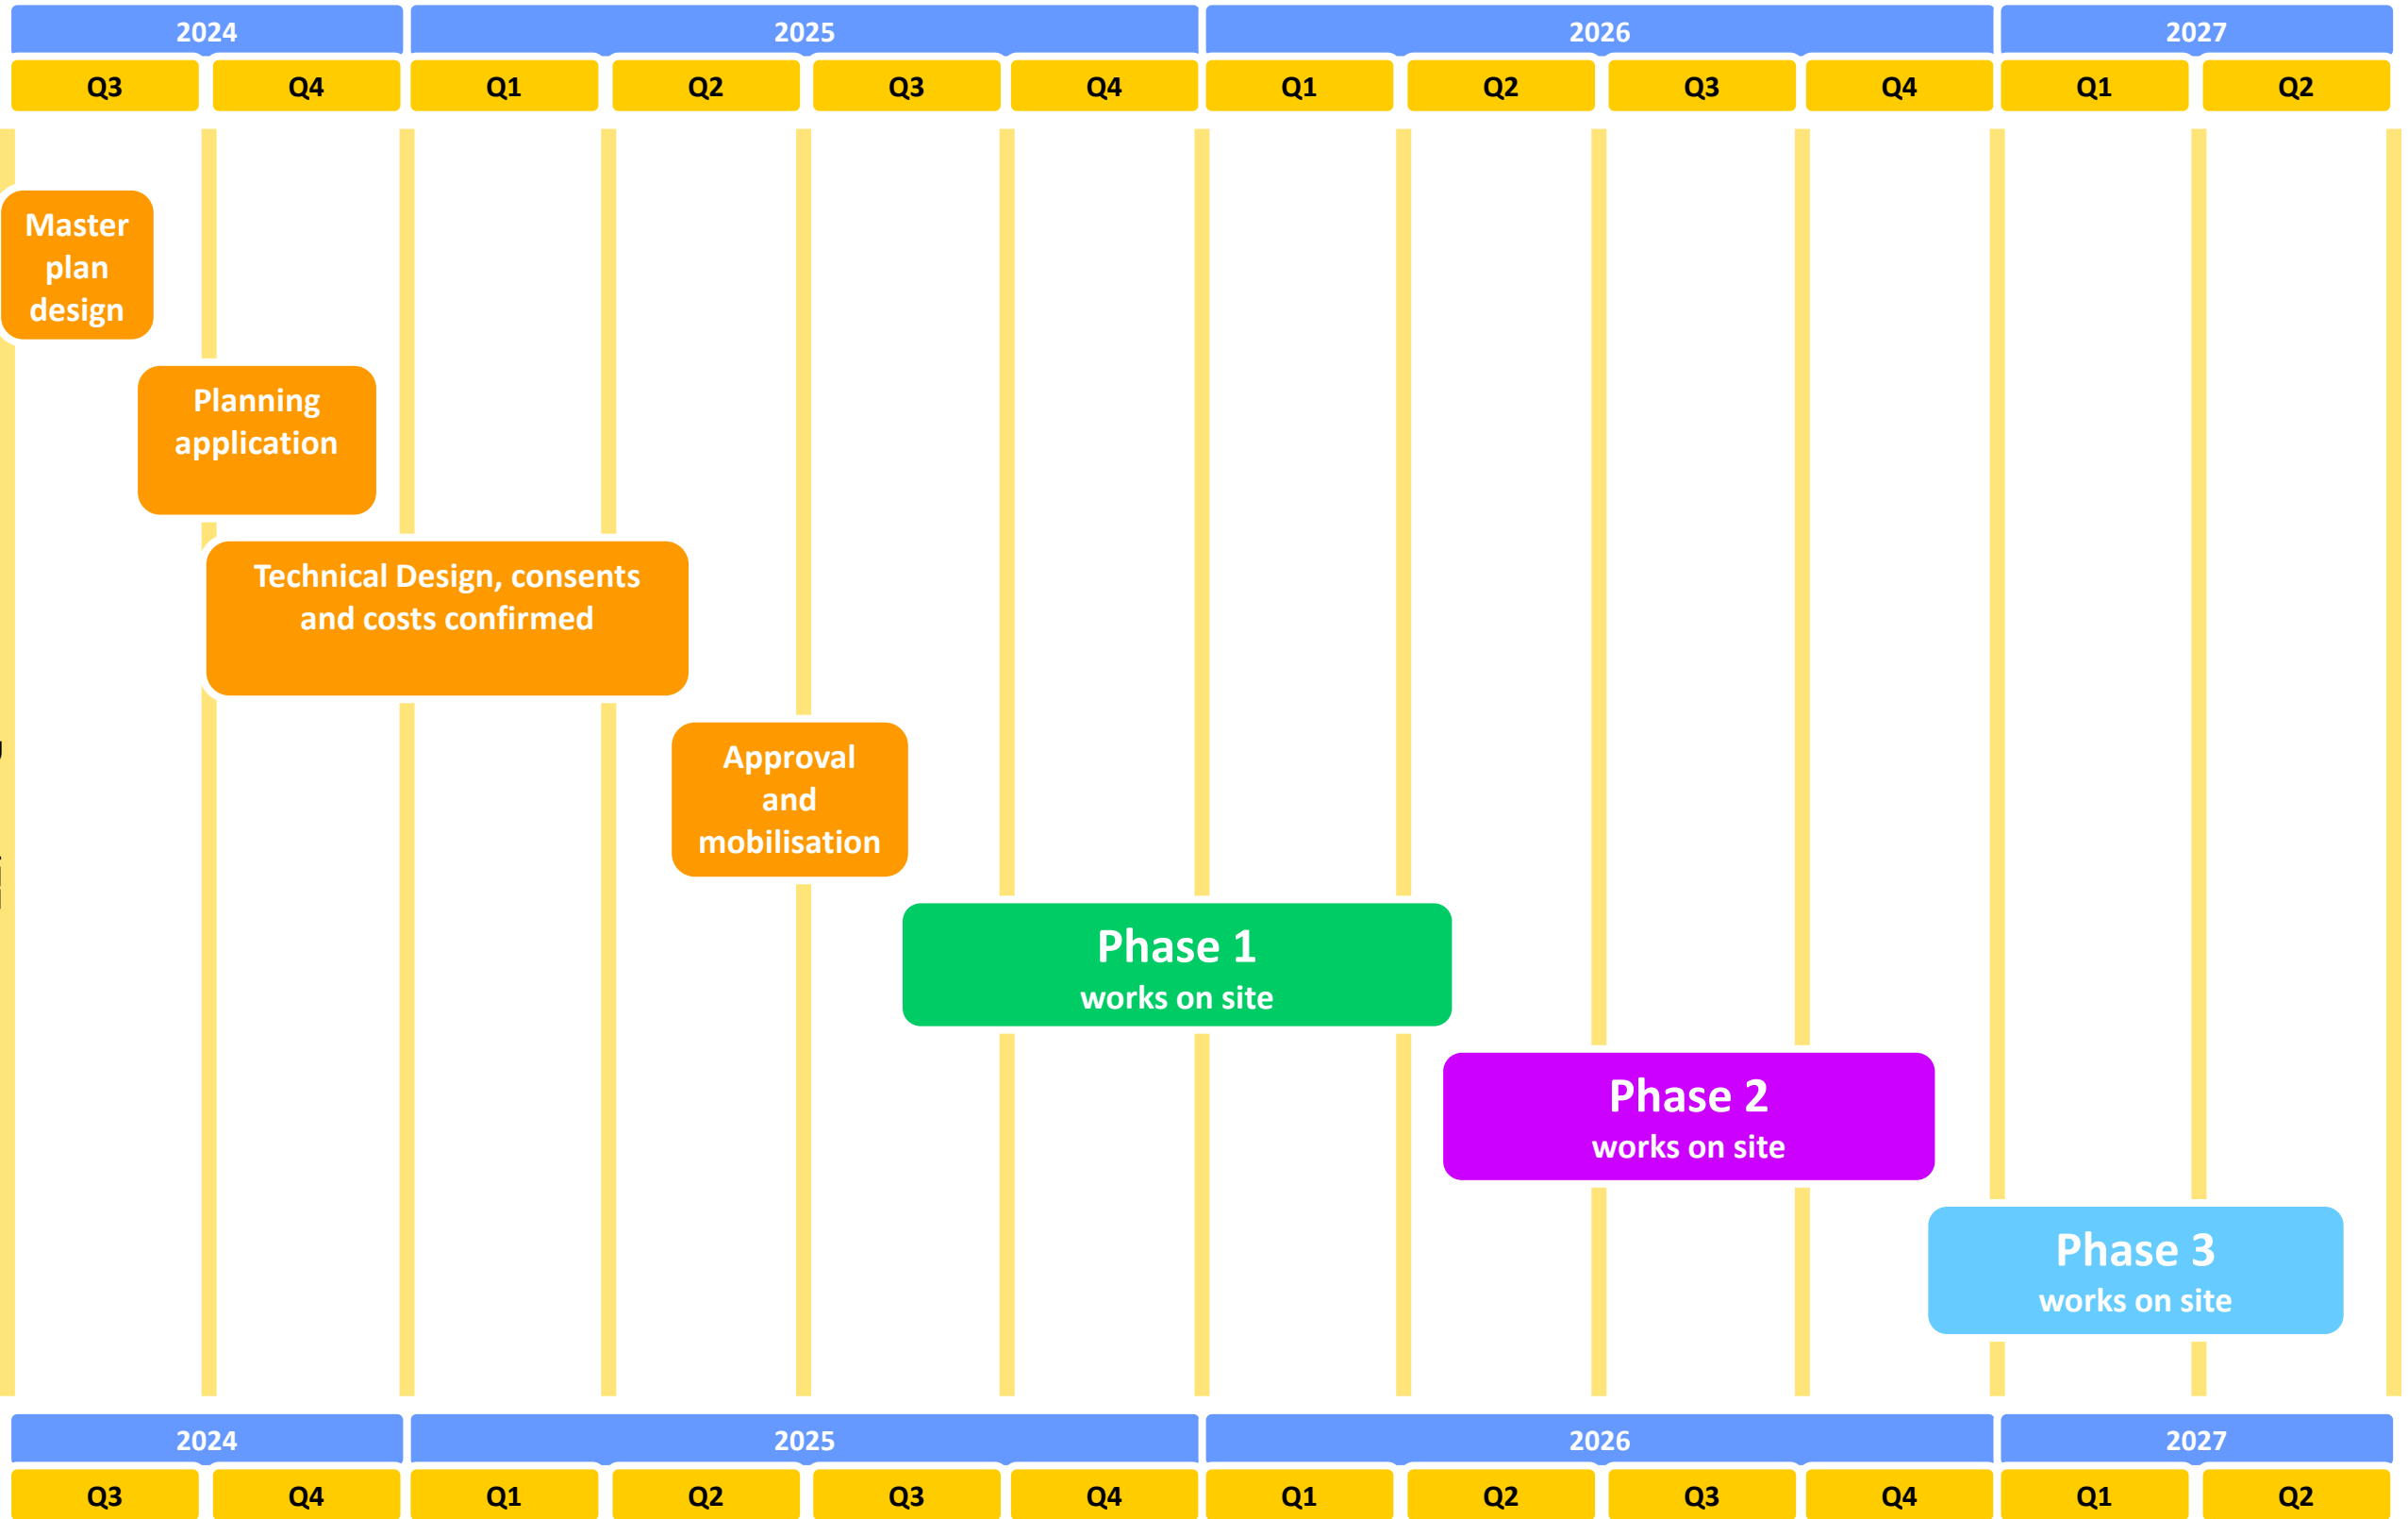 2024 2025 2026 2027
Q3 Q4 Q1 Q2 Q3 Q4 Q1 Q2 Q3 Q4 Q1 Q2
Master
plan
design
Planning
application
Technical Design, consents
and costs confirmed
Approval
and
mobilisation
Phase 1
works on site
Phase 2
works on site
Phase 3
works on site
2024 2025 2026 2027
Q3 Q4 Q1 Q2 Q3 Q4 Q1 Q2 Q3 Q4 Q1 Q2